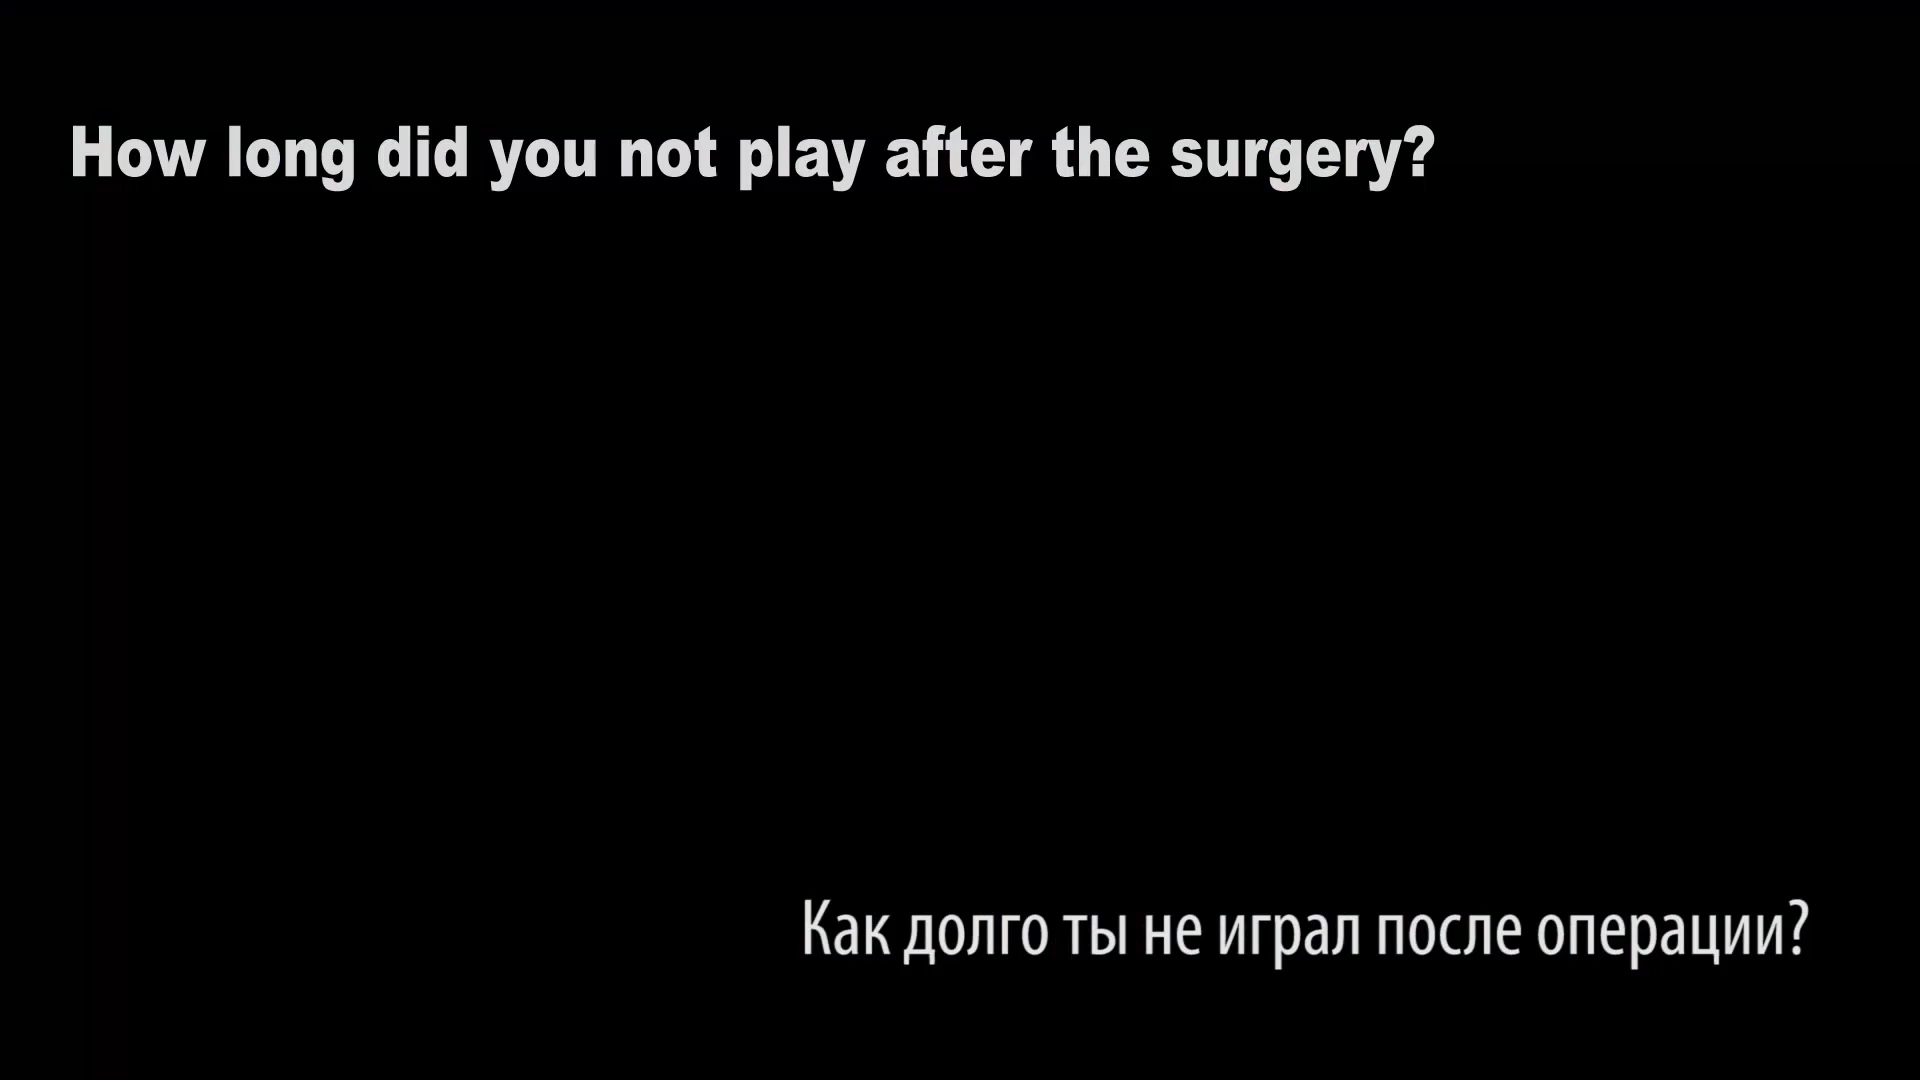 How long did you not play after the surgery?
Как долго ты не играл после операции?